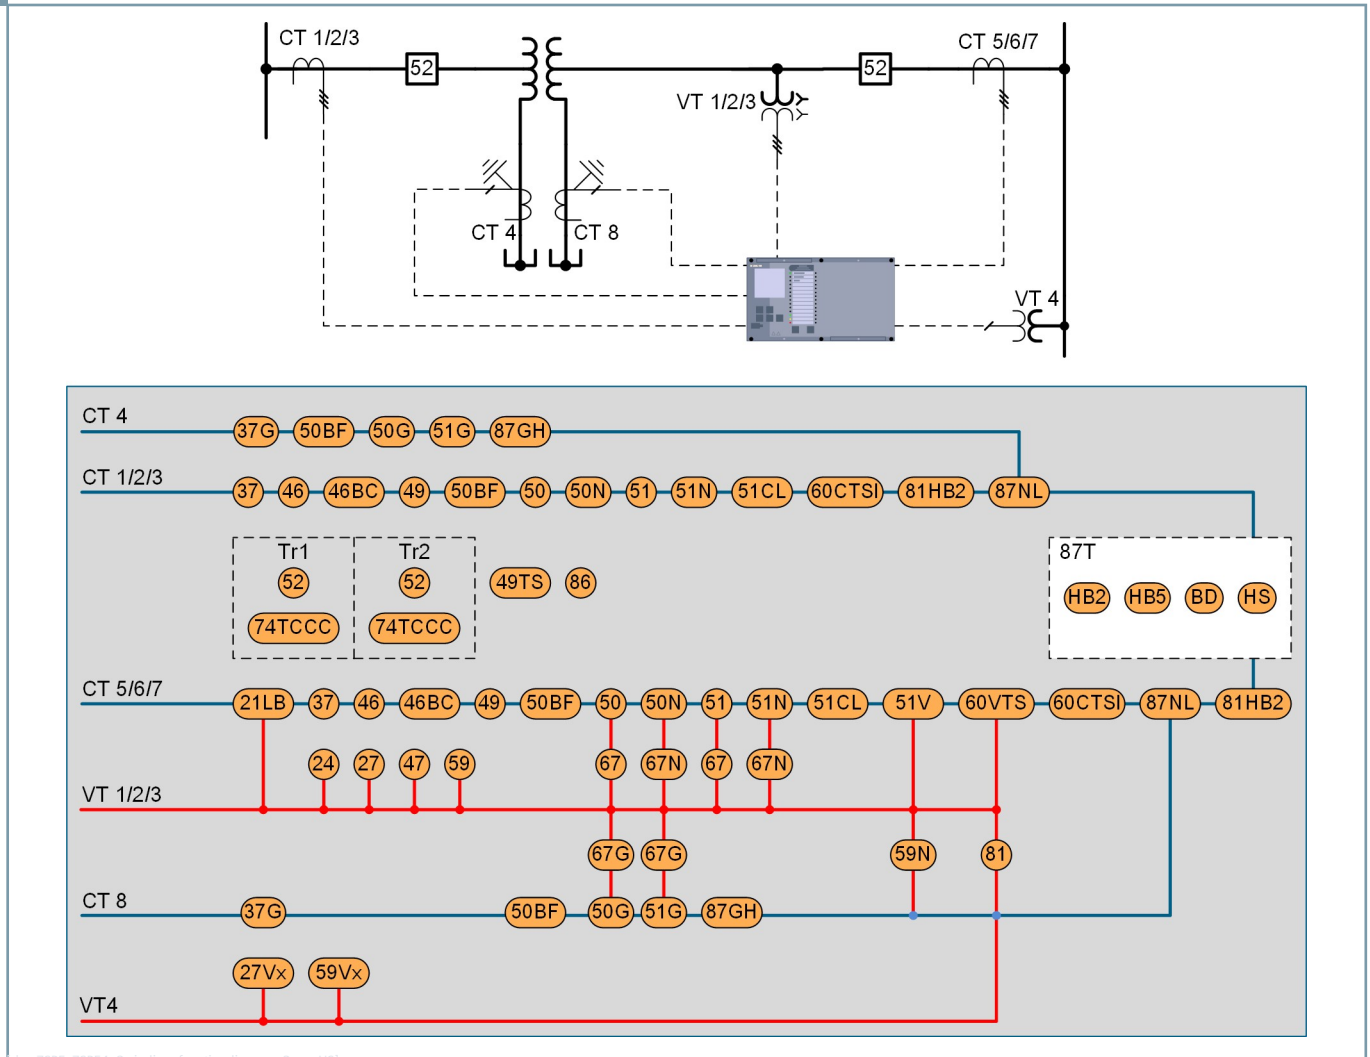 CT 1/2/3
CT 5/6/7
52
52
VT 1/2/3
CT 4
CT 8
VT 4
CT 4
37G 50BF 50G 51G 87GH
CT 1/2/3
37 46 46BC 49 50BF 50 50N 51 51N 51CL 60CTSI 81HB2 87NL
Tr1 Tr2
87T
52 52 49TS 86
HB2 HB5 BD HS
74TCCC 74TCCC
CT 5/6/7
21LB 37 46 46BC 49 50BF 50 50N 51 51N 51CL 51V 60VTS 60CTSI 87NL 81HB2
24 27 47 59 67 67N 67 67N
VT 1/2/3
67G 67G 59N 81
CT 8
37G 50BF 50G 51G 87GH
27Vx 59Vx
VT4